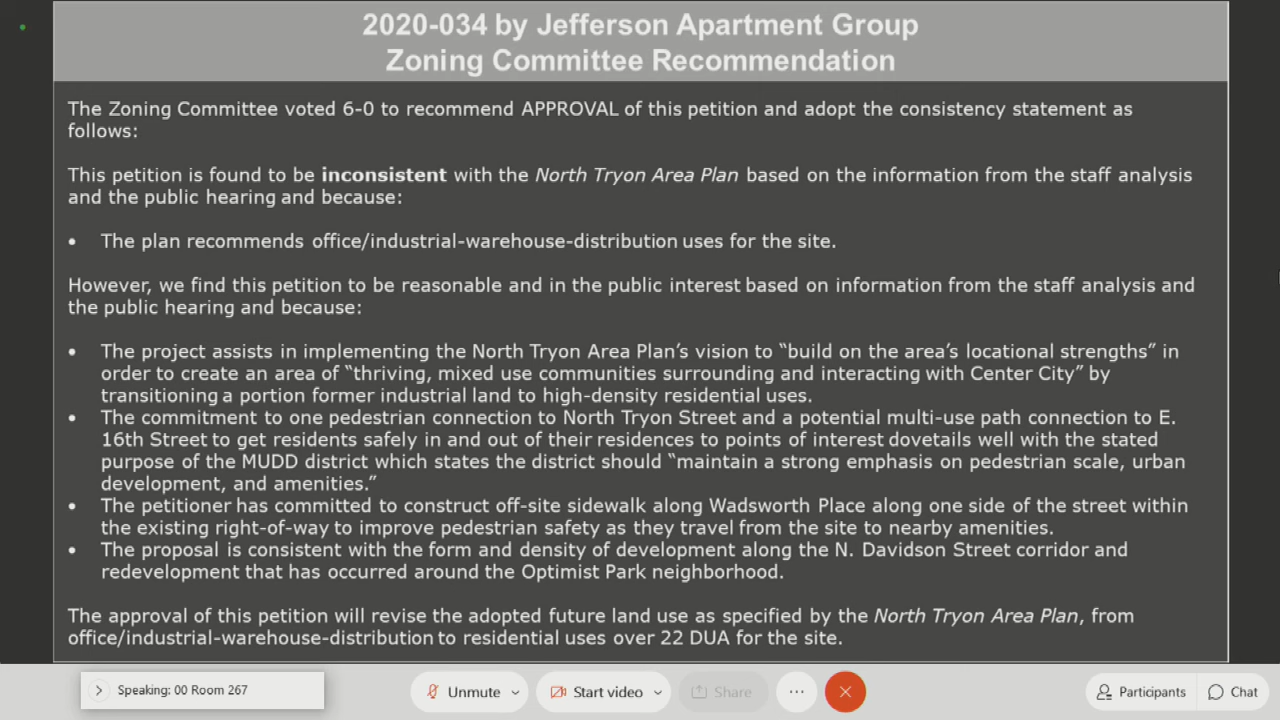 2020-034 by Jefferson Apartment Group
Zoning Committee Recommendation
The Zoning Committee voted 6-0 to recommend APPROVAL of this petition and adopt the consistency statement as
follows:
This petition is found to be inconsistent with the North Tryon Area Plan based on the information from the staff analysis
and the public hearing and because:
• The plan recommends office/industrial-warehouse-distribution uses for the site.
However, we find this petition to be reasonable and in the public interest based on information from the staff analysis and
the public hearing and because:
• The project assists in implementing the North Tryon Area Plan’s vision to “build on the area’s locational strengths” in
order to create an area of “thriving, mixed use communities surrounding and interacting with Center City” by
transitioning a portion former industrial land to high-density residential uses.
• The commitment to one pedestrian connection to North Tryon Street and a potential multi-use path connection to E.
16th Street to get residents safely in and out of their residences to points of interest dovetails well with the stated
purpose of the MUDD district which states the district should “maintain a strong emphasis on pedestrian scale, urban
development, and amenities.”
• The petitioner has committed to construct off-site sidewalk along Wadsworth Place along one side of the street within
the existing right-of-way to improve pedestrian safety as they travel from the site to nearby amenities.
• The proposal is consistent with the form and density of development along the N. Davidson Street corridor and
redevelopment that has occurred around the Optimist Park neighborhood.
The approval of this petition will revise the adopted future land use as specified by the North Tryon Area Plan, from
office/industrial-warehouse-distribution to residential uses over 22 DUA for the site.
Speaking: 00 Room 267
Unmute
Start video
Share
Participants
Chat